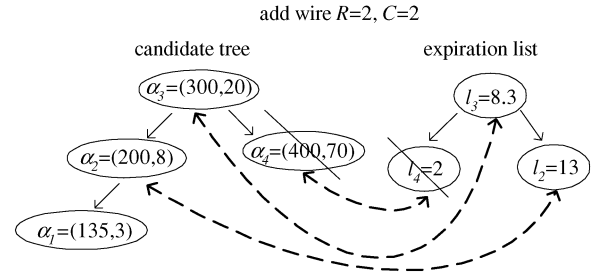 add wire R=2, C=2
candidate tree
expiration list
α3=(300,20)
l3=8.3
α2=(200,8)
α4=(400,70)
l4=2
l2=13
α1=(135,3)